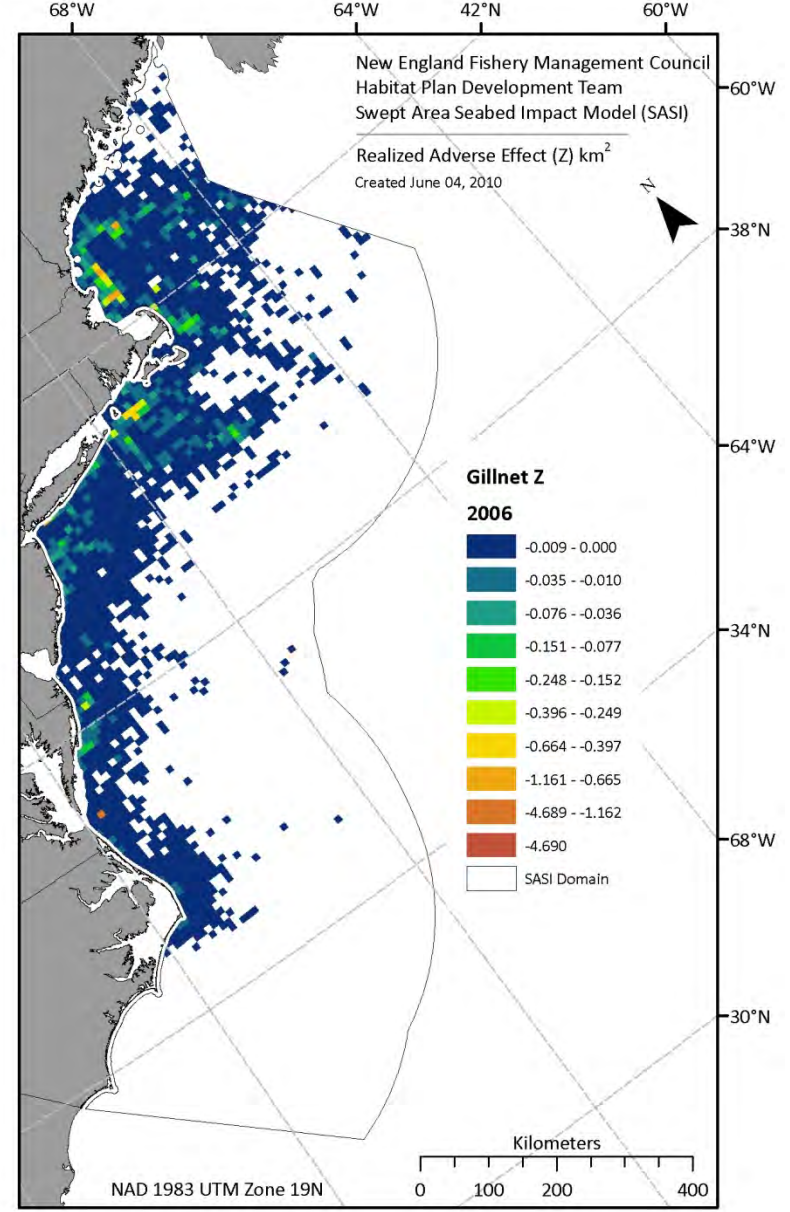 68°W 64°W 42°N 60°W
New England Fishery Management Council
Habitat Plan Development Team
Swept Area Seabed Impact Model (SASI)
Realized Adverse Effect (Z) km²
Created June 04, 2010
N
60°W
38°N
64°W
34°N
68°W
30°N
Gillnet Z
2006
-0.009 - 0.000
-0.035 - -0.010
-0.076 - -0.036
-0.151 - -0.077
-0.248 - -0.152
-0.396 - -0.249
-0.664 - -0.397
-1.161 - -0.665
-4.689 - -1.162
-4.690
SASI Domain
Kilometers
0 100 200 400
NAD 1983 UTM Zone 19N